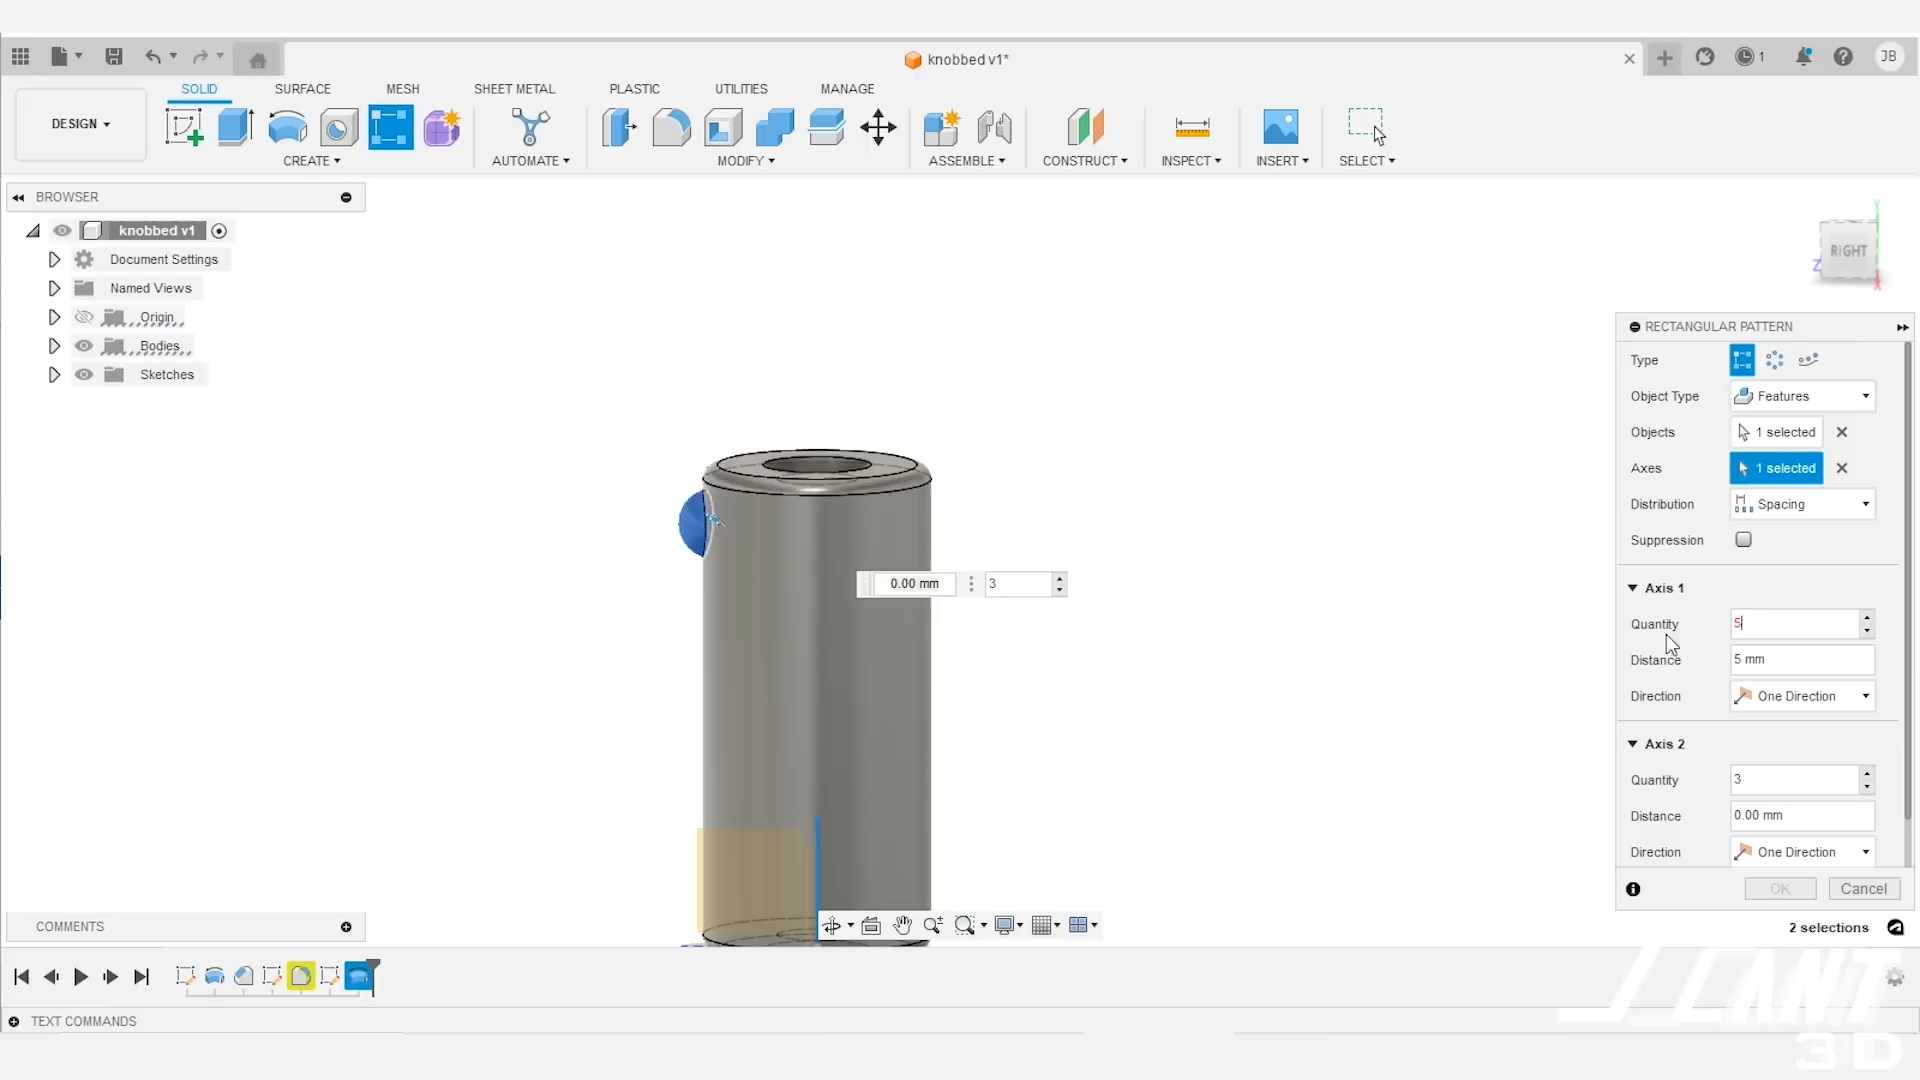 knobbed v1*
1
JB
SOLID SURFACE MESH SHEET METAL PLASTIC UTILITIES MANAGE
DESIGN
CREATE AUTOMATE MODIFY ASSEMBLE CONSTRUCT INSPECT INSERT SELECT
BROWSER
knobbed v1
Document Settings
Named Views
Origin
Bodies
Sketches
Y
RIGHT
Z
X
RECTANGULAR PATTERN
Type
Object Type Features
Objects 1 selected
Axes 1 selected
Distribution Spacing
Suppression
0.00 mm 3
Axis 1
Quantity 5
Distance 5 mm
Direction One Direction
Axis 2
Quantity 3
Distance 0.00 mm
Direction One Direction
OK Cancel
COMMENTS
2 selections
TEXT COMMANDS
SLANT
3D